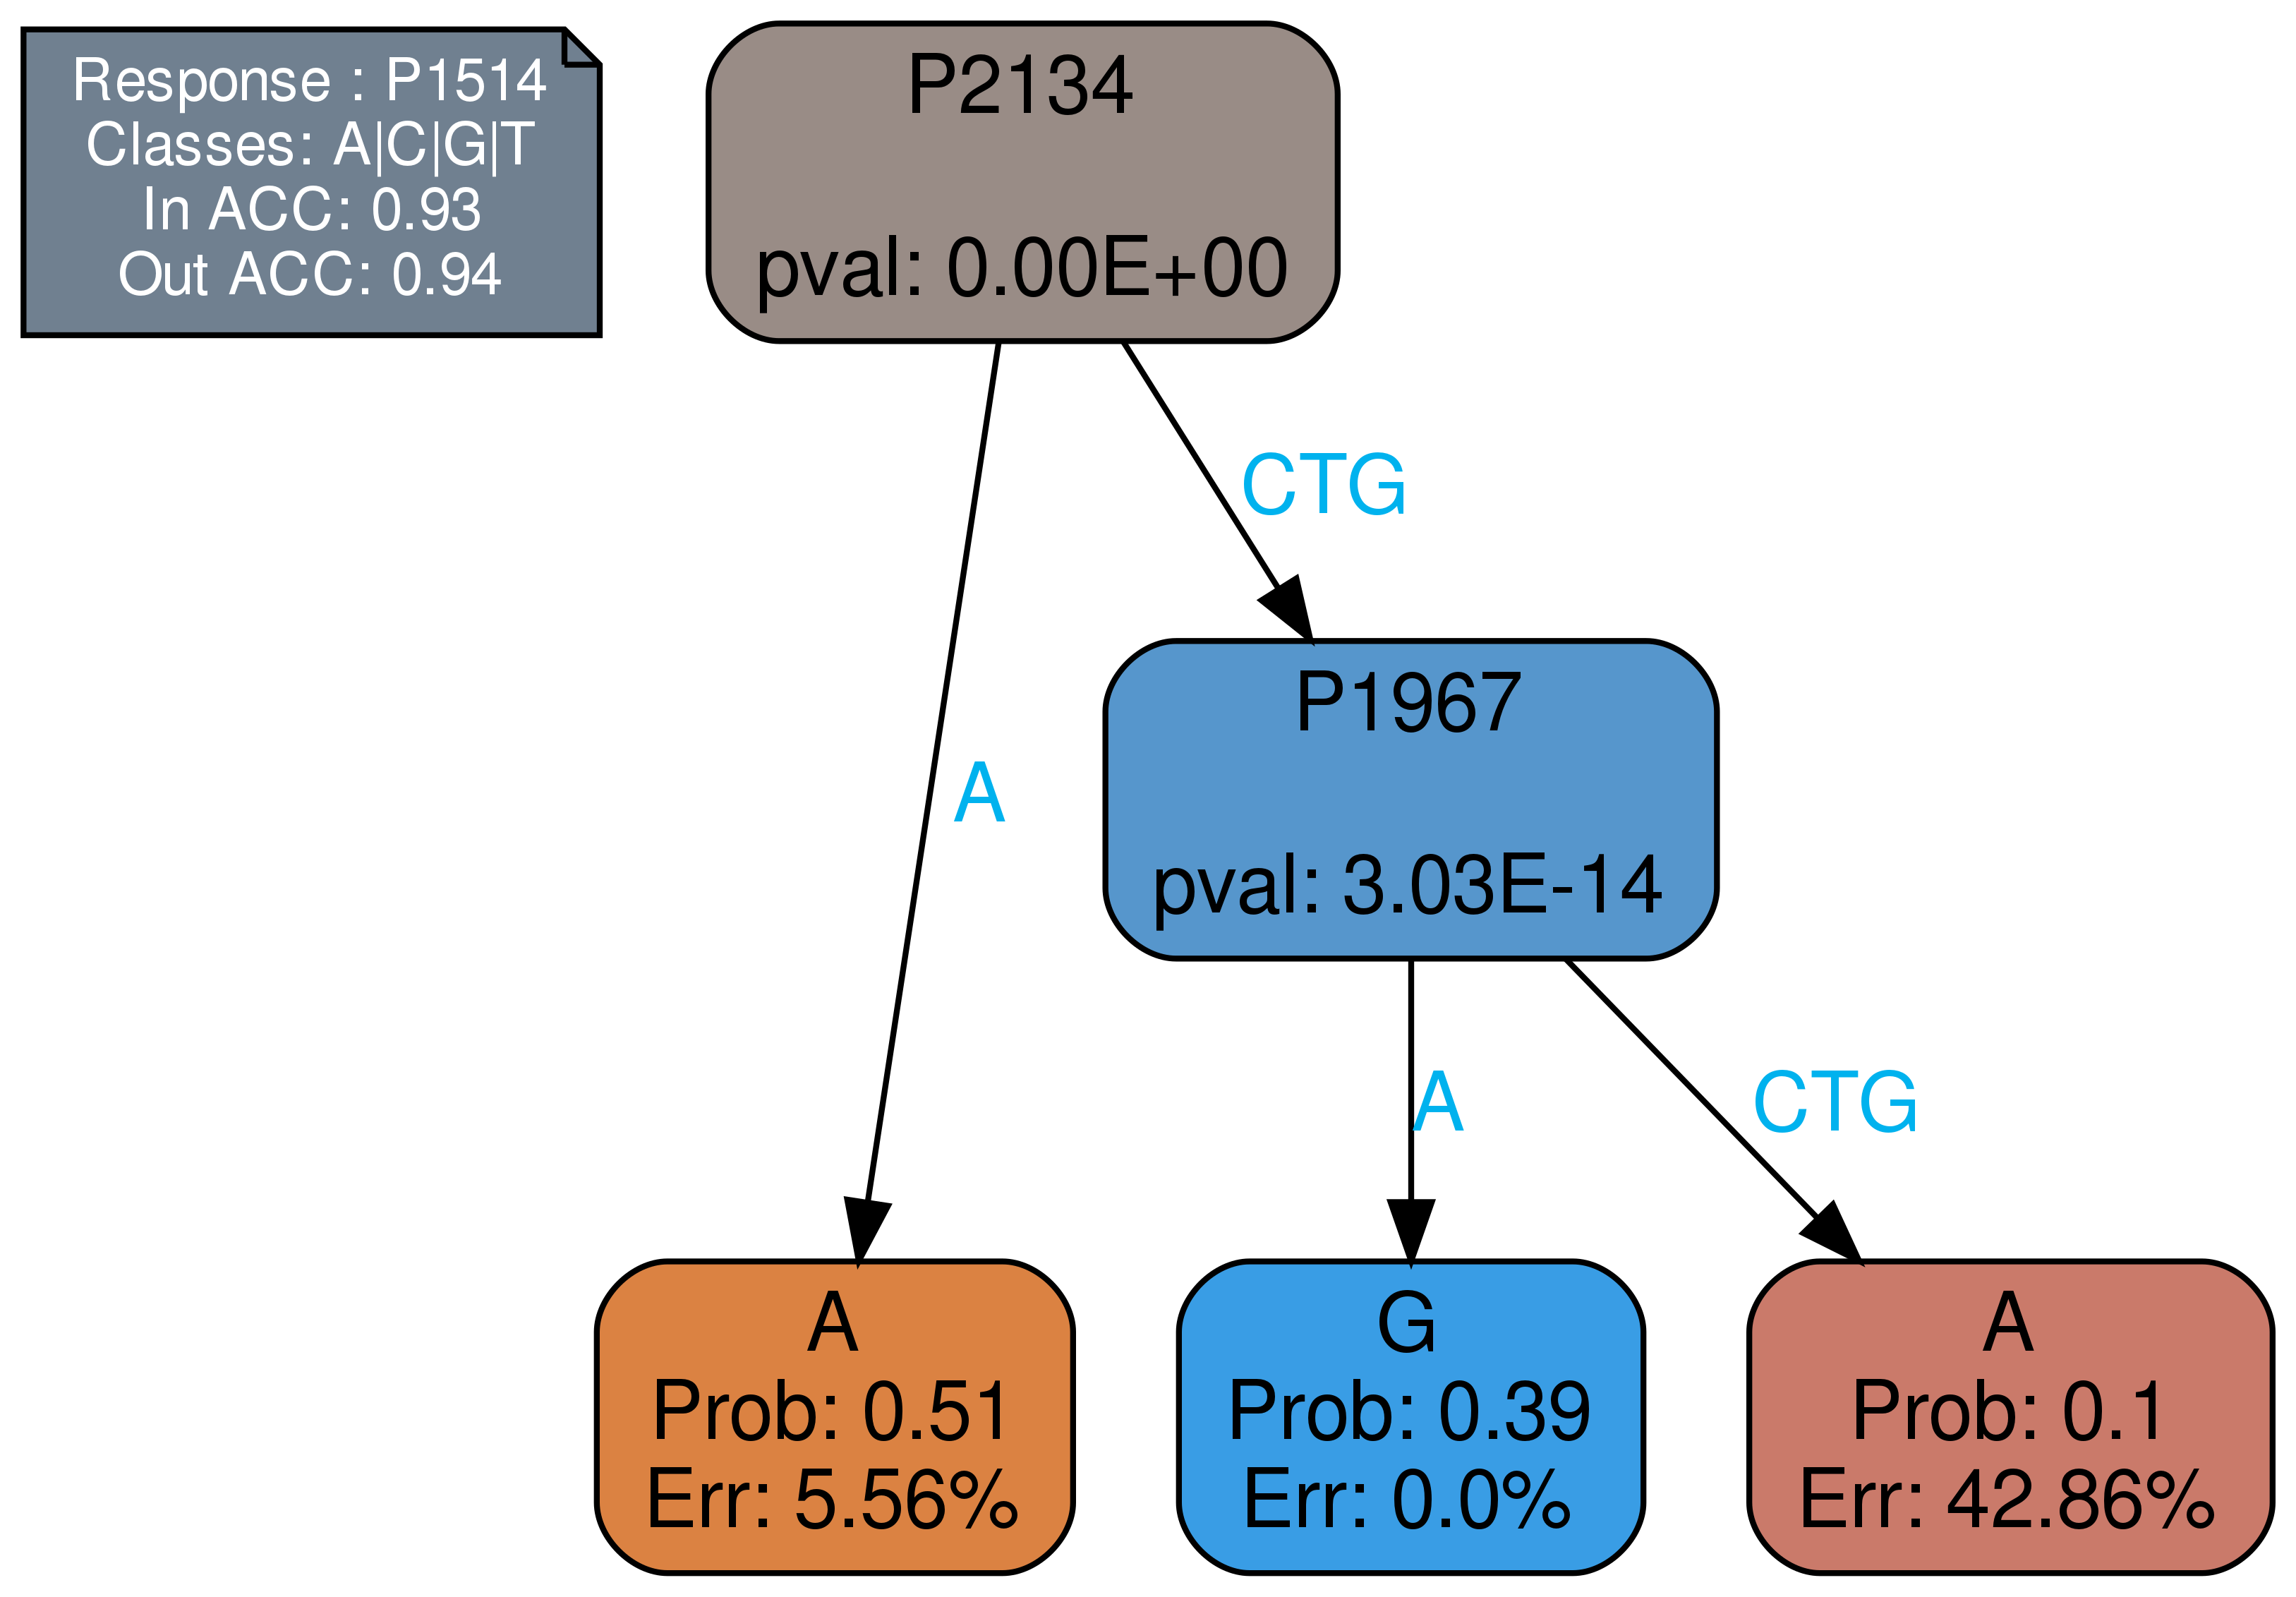 Response : P1514
Classes: A|C|G|T
In ACC: 0.93
Out ACC: 0.94
P2134
pval: 0.00E+00
CTG
P1967
pval: 3.03E-14
A
A
CTG
A
Prob: 0.51
Err: 5.56%
G
Prob: 0.39
Err: 0.0%
A
Prob: 0.1
Err: 42.86%